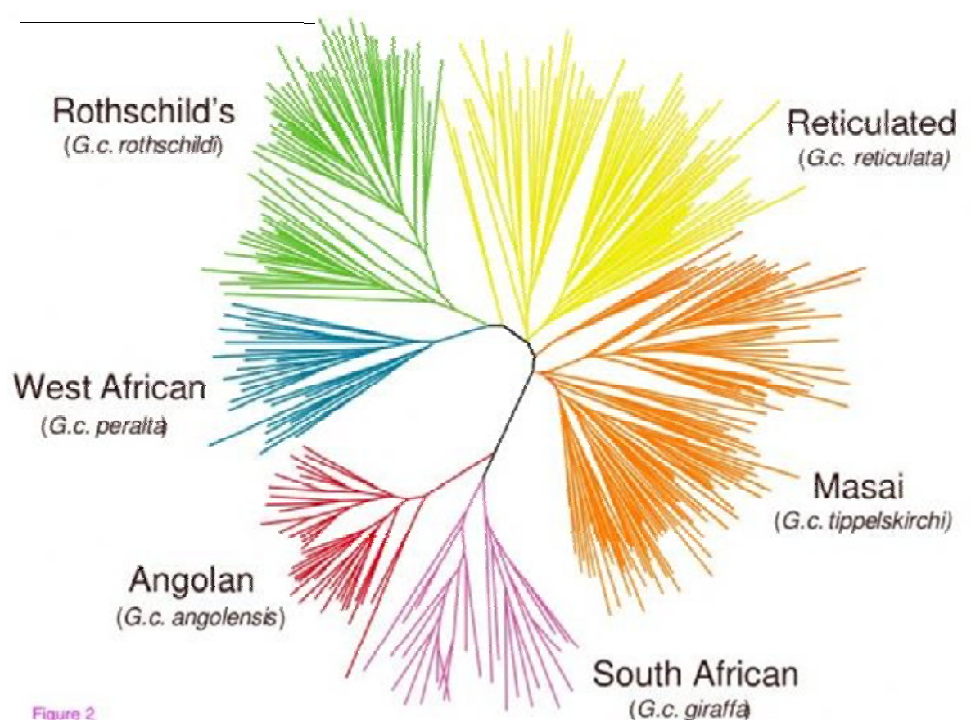 Rothschild's
(G.c. rothschildi)
Reticulated
(G.c. reticulata)
West African
(G.c. peralta)
Masai
(G.c. tippelskirchi)
Angolan
(G.c. angolensis)
South African
(G.c. giraffa)
Figure 2